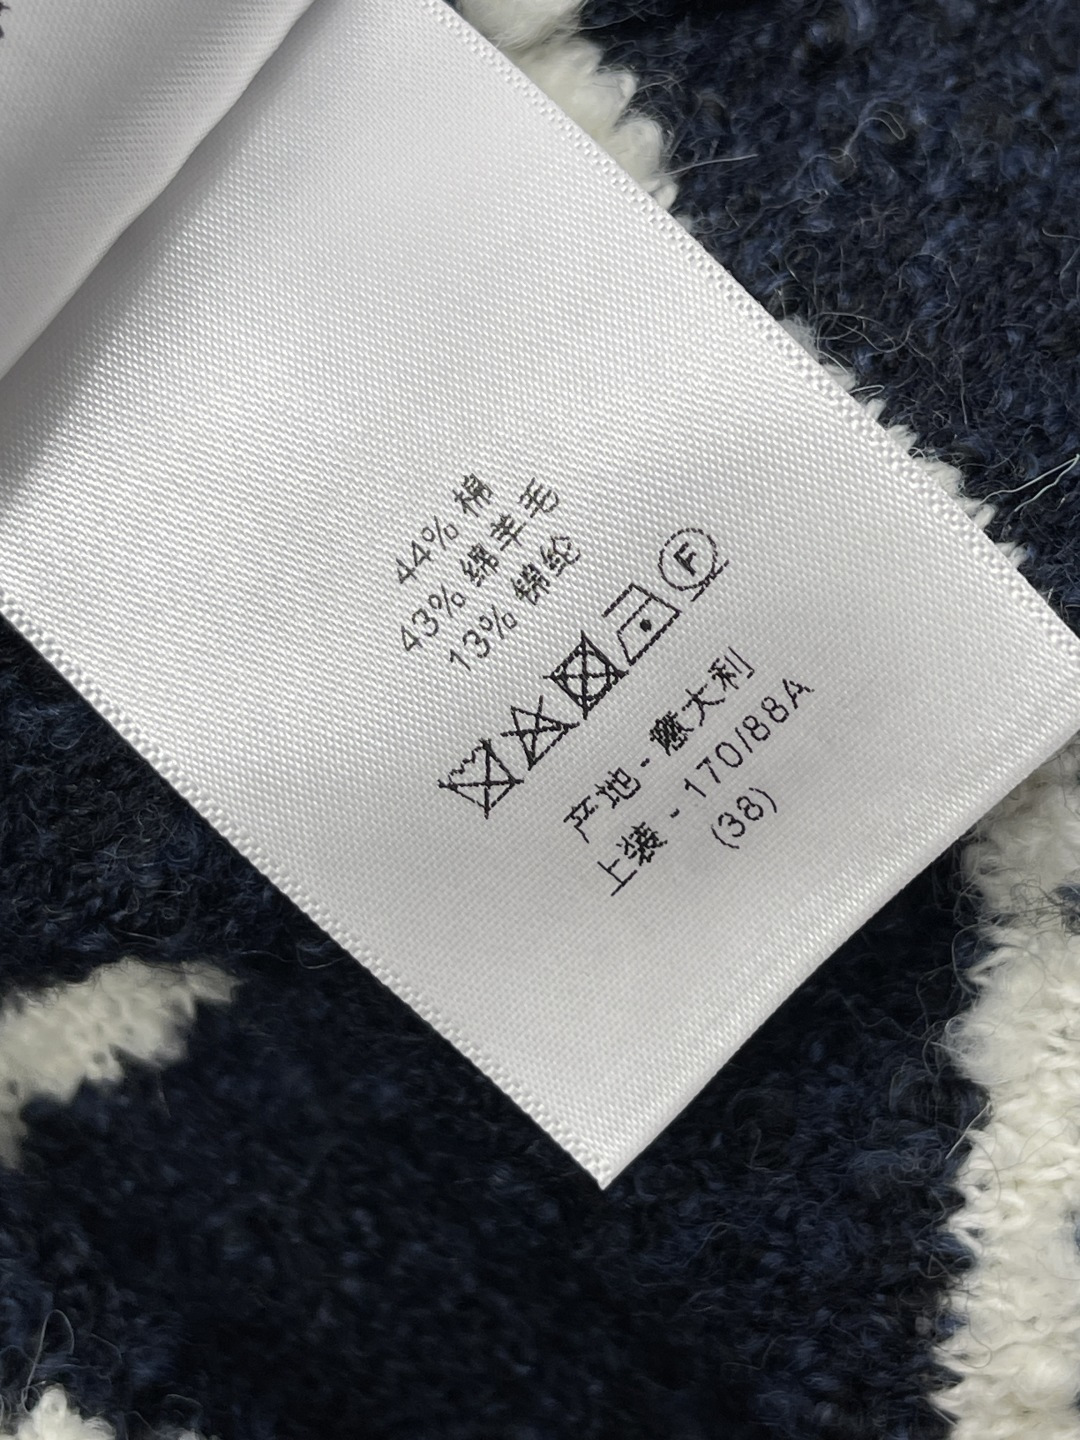 44% 棉
43% 绵羊毛
13% 锦纶
F
产地 - 意大利
上装 - 170/88A
(38)